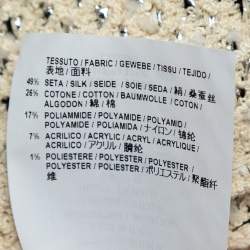 TESSUTO / FABRIC / GEWEBE / TISSU / TEJIDO /
表地 / 面料
49% SETA / SILK / SEIDE / SOIE / SEDA / 絹 / 桑蚕丝
26% COTONE / COTTON / BAUMWOLLE / COTON /
ALGODON / 綿 / 棉
17% POLIAMMIDE / POLYAMIDE / POLYAMID /
POLYAMIDE / POLIAMIDA / ナイロン / 锦纶
7% ACRILICO / ACRYLIC / ACRYL / ACRYLIQUE /
ACRILICO / アクリル / 腈纶
1% POLIESTERE / POLYESTER / POLYESTER /
POLYESTER / POLIESTER / ポリエステル / 聚酯纤
维